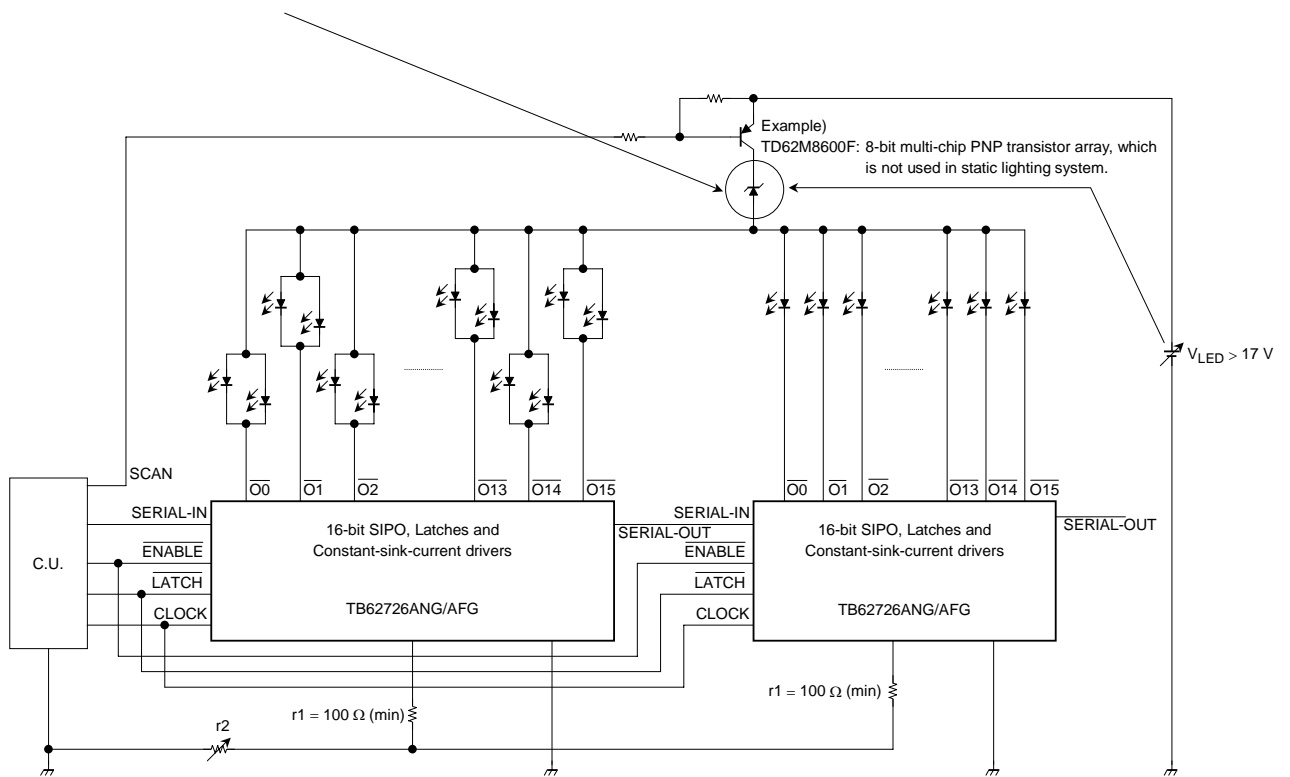 Example)
TD62M8600F: 8-bit multi-chip PNP transistor array, which
is not used in static lighting system.
VLED > 17 V
SCAN
O0 O1 O2 O13 O14 O15
O0 O1 O2 O13 O14 O15
SERIAL-IN
ENABLE
LATCH
CLOCK
C.U.
16-bit SIPO, Latches and
Constant-sink-current drivers
TB62726ANG/AFG
SERIAL-OUT
SERIAL-IN
ENABLE
LATCH
CLOCK
16-bit SIPO, Latches and
Constant-sink-current drivers
TB62726ANG/AFG
SERIAL-OUT
r1 = 100 Ω (min)
r1 = 100 Ω (min)
r2